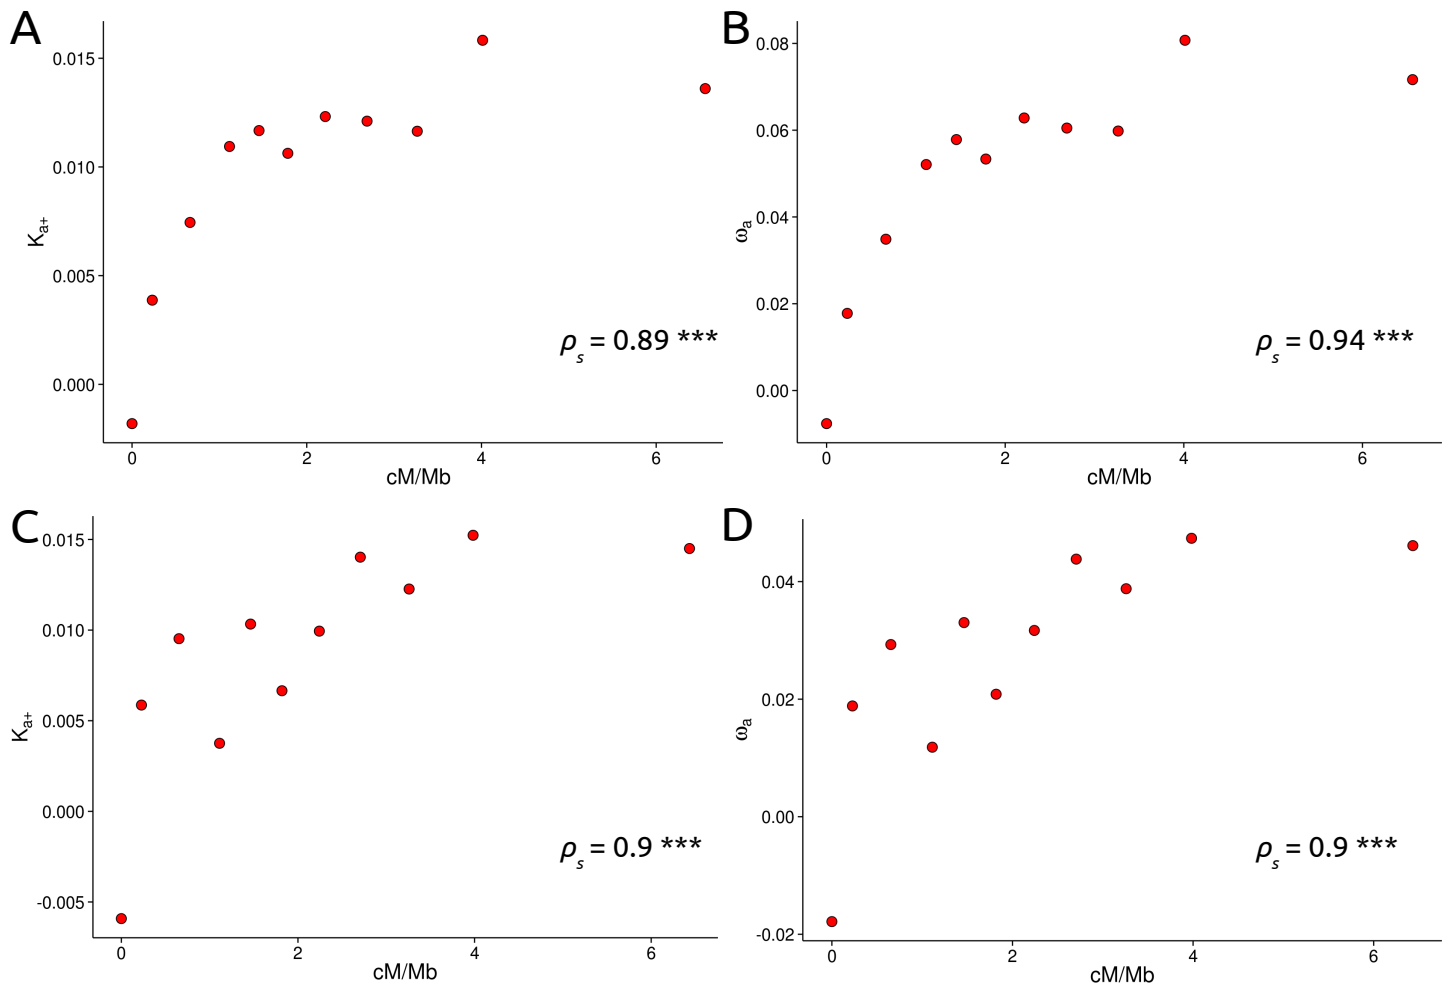 A
0.015
0.010
0.005
0.000
Ka+
ρs = 0.89 ***
0 2 4 6
cM/Mb
B
0.08
0.06
0.04
0.02
0.00
ωa
ρs = 0.94 ***
0 2 4 6
cM/Mb
C
0.015
0.010
0.005
0.000
-0.005
Ka+
ρs = 0.9 ***
0 2 4 6
cM/Mb
D
0.04
0.02
0.00
-0.02
ωa
ρs = 0.9 ***
0 2 4 6
cM/Mb